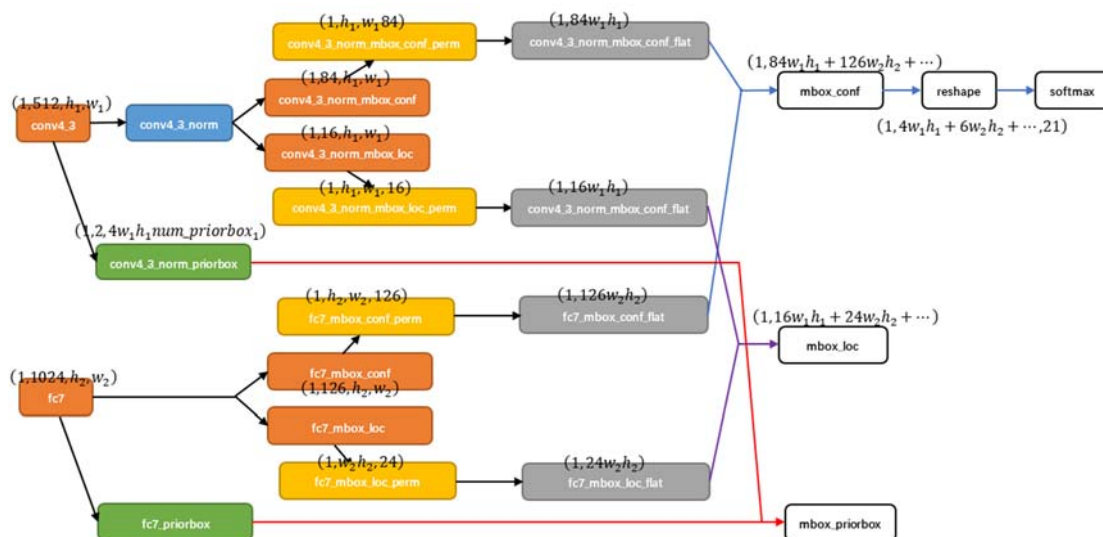 (1,h₁,w₁84)
conv4_3_norm_mbox_conf_perm
(1,84w₁h₁)
conv4_3_norm_mbox_conf_flat
(1,84,h₁,w₁)
conv4_3_norm_mbox_conf
(1,84w₁h₁ + 126w₂h₂ + ⋯)
mbox_conf
reshape
softmax
(1,4w₁h₁ + 6w₂h₂ + ⋯,21)
(1,512,h₁,w₁)
conv4_3
conv4_3_norm
(1,16,h₁,w₁)
conv4_3_norm_mbox_loc
(1,h₁,w₁,16)
conv4_3_norm_mbox_loc_perm
(1,16w₁h₁)
conv4_3_norm_mbox_conf_flat
(1,2,4w₁h₁num_priorbox₁)
conv4_3_norm_priorbox
(1,h₂,w₂,126)
fc7_mbox_conf_perm
(1,126w₂h₂)
fc7_mbox_conf_flat
(1,16w₁h₁ + 24w₂h₂ + ⋯)
mbox_loc
fc7_mbox_conf
(1,126,h₂,w₂)
(1,1024,h₂,w₂)
fc7
fc7_mbox_loc
(1,w₂h₂,24)
fc7_mbox_loc_perm
(1,24w₂h₂)
fc7_mbox_loc_flat
fc7_priorbox
mbox_priorbox